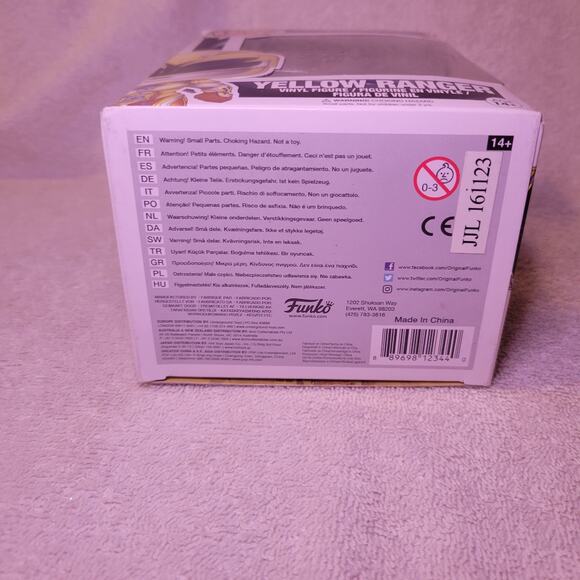 YELLOW RANGER
VINYL FIGURE / FIGURINE EN VINYLE /
FIGURA DE VINIL
WARNING: CHOKING HAZARD.
EN Warning! Small Parts. Choking Hazard. Not a toy.
FR Attention! Petits éléments. Danger d'étouffement. Ceci n'est pas un jouet.
ES Advertencia! Partes pequeñas. Peligro de atragantamiento. No un juguete.
DE Achtung! Kleine Teile. Erstickungsgefahr. Ist kein Spielzeug.
IT Avvertenza! Piccole parti. Rischio di soffocamento. Non un giocattolo.
PO Atenção! Pequenas partes. Risco de asfixia. Não é um brinquedo.
NL Waarschuwing! Kleine onderdelen. Verstikkingsgevaar. Geen speelgoed.
DA Advarsel! Små dele. Kvælningsfare. Ikke et stykke legetøj.
SW Varning! Små delar. Kvävningsrisk. Inte en leksak.
TR Uyarı! Küçük Parçalar. Boğulma tehlikesi. Bir oyuncak.
GR Προειδοποίηση! Μικρά μέρη. Κίνδυνος πνιγμού. Δεν είναι ένα παιχνίδι.
PL Ostrzeżenie! Małe części. Niebezpieczeństwo udławienia się. Nie zabawka.
HU Figyelmeztetés! Kis alkatrészek. Fulladásveszély. Nem játékszer.
14+
0-3
CE
JJL 161123
www.facebook.com/OriginalFunko
www.twitter.com/OriginalFunko
www.instagram.com/OriginalFunko
Funko
www.funko.com
1202 Shuksan Way
Everett, WA 98203
(425) 783-3616
Made In China
8 89698 12344 0